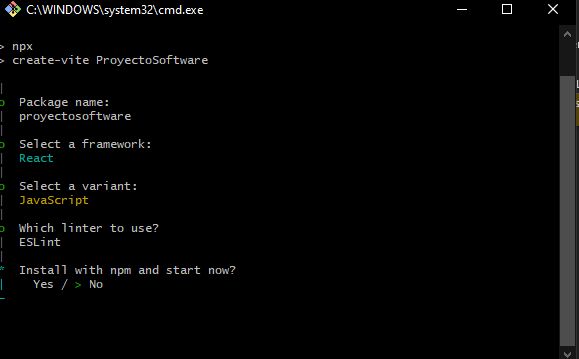 C:\WINDOWS\system32\cmd.exe
> npx
> create-vite ProyectoSoftware
|
o Package name:
| proyectosoftware
|
o Select a framework:
| React
|
o Select a variant:
| JavaScript
|
o Which linter to use?
| ESLint
|
* Install with npm and start now?
| Yes / > No